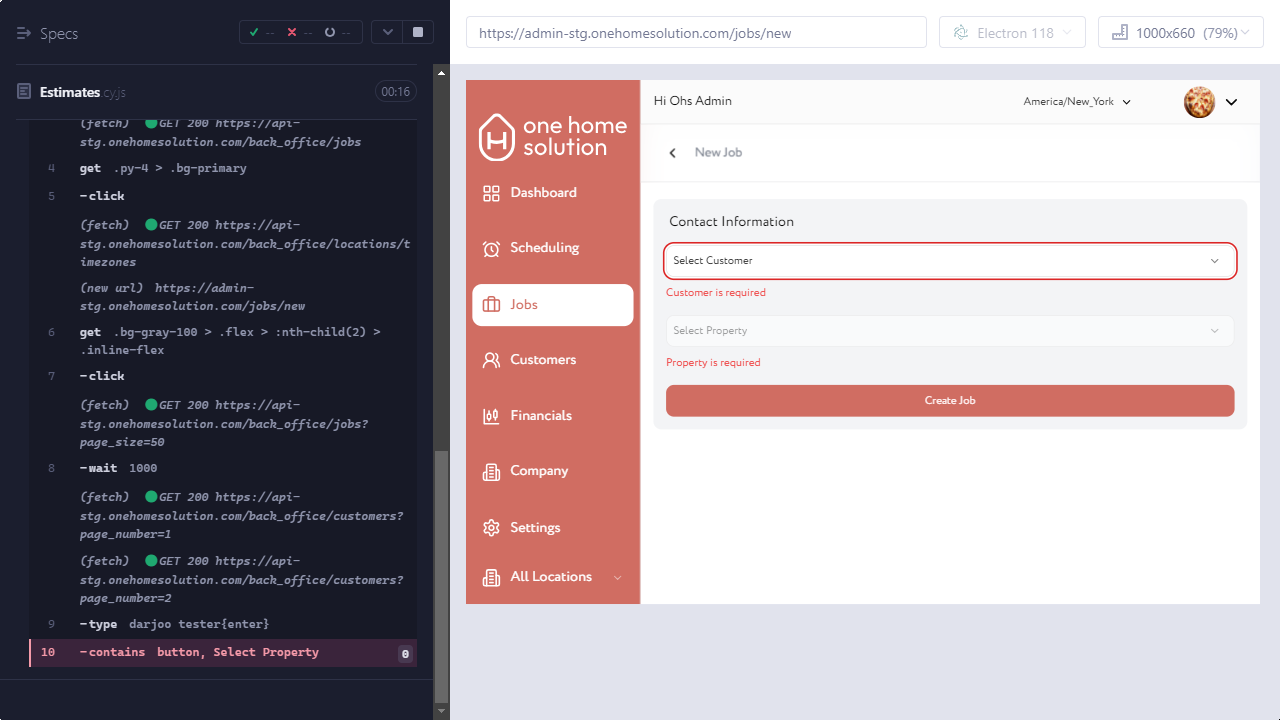 Specs
-- -- --
Estimates cy.js
00:16
(fetch) GET 200 https://api-
stg.onehomesolution.com/back_office/jobs
4 get .py-4 > .bg-primary
5 -click
(fetch) GET 200 https://api-
stg.onehomesolution.com/back_office/locations/t
imezones
(new url) https://admin-
stg.onehomesolution.com/jobs/new
6 get .bg-gray-100 > .flex > :nth-child(2) >
.inline-flex
7 -click
(fetch) GET 200 https://api-
stg.onehomesolution.com/back_office/jobs?
page_size=50
8 -wait 1000
(fetch) GET 200 https://api-
stg.onehomesolution.com/back_office/customers?
page_number=1
(fetch) GET 200 https://api-
stg.onehomesolution.com/back_office/customers?
page_number=2
9 -type darjoo tester{enter}
10 -contains button, Select Property 0
https://admin-stg.onehomesolution.com/jobs/new
Electron 118
1000x660 (79%)
one home
solution
Dashboard
Scheduling
Jobs
Customers
Financials
Company
Settings
All Locations
Hi Ohs Admin
America/New_York
New Job
Contact Information
Select Customer
Customer is required
Select Property
Property is required
Create Job